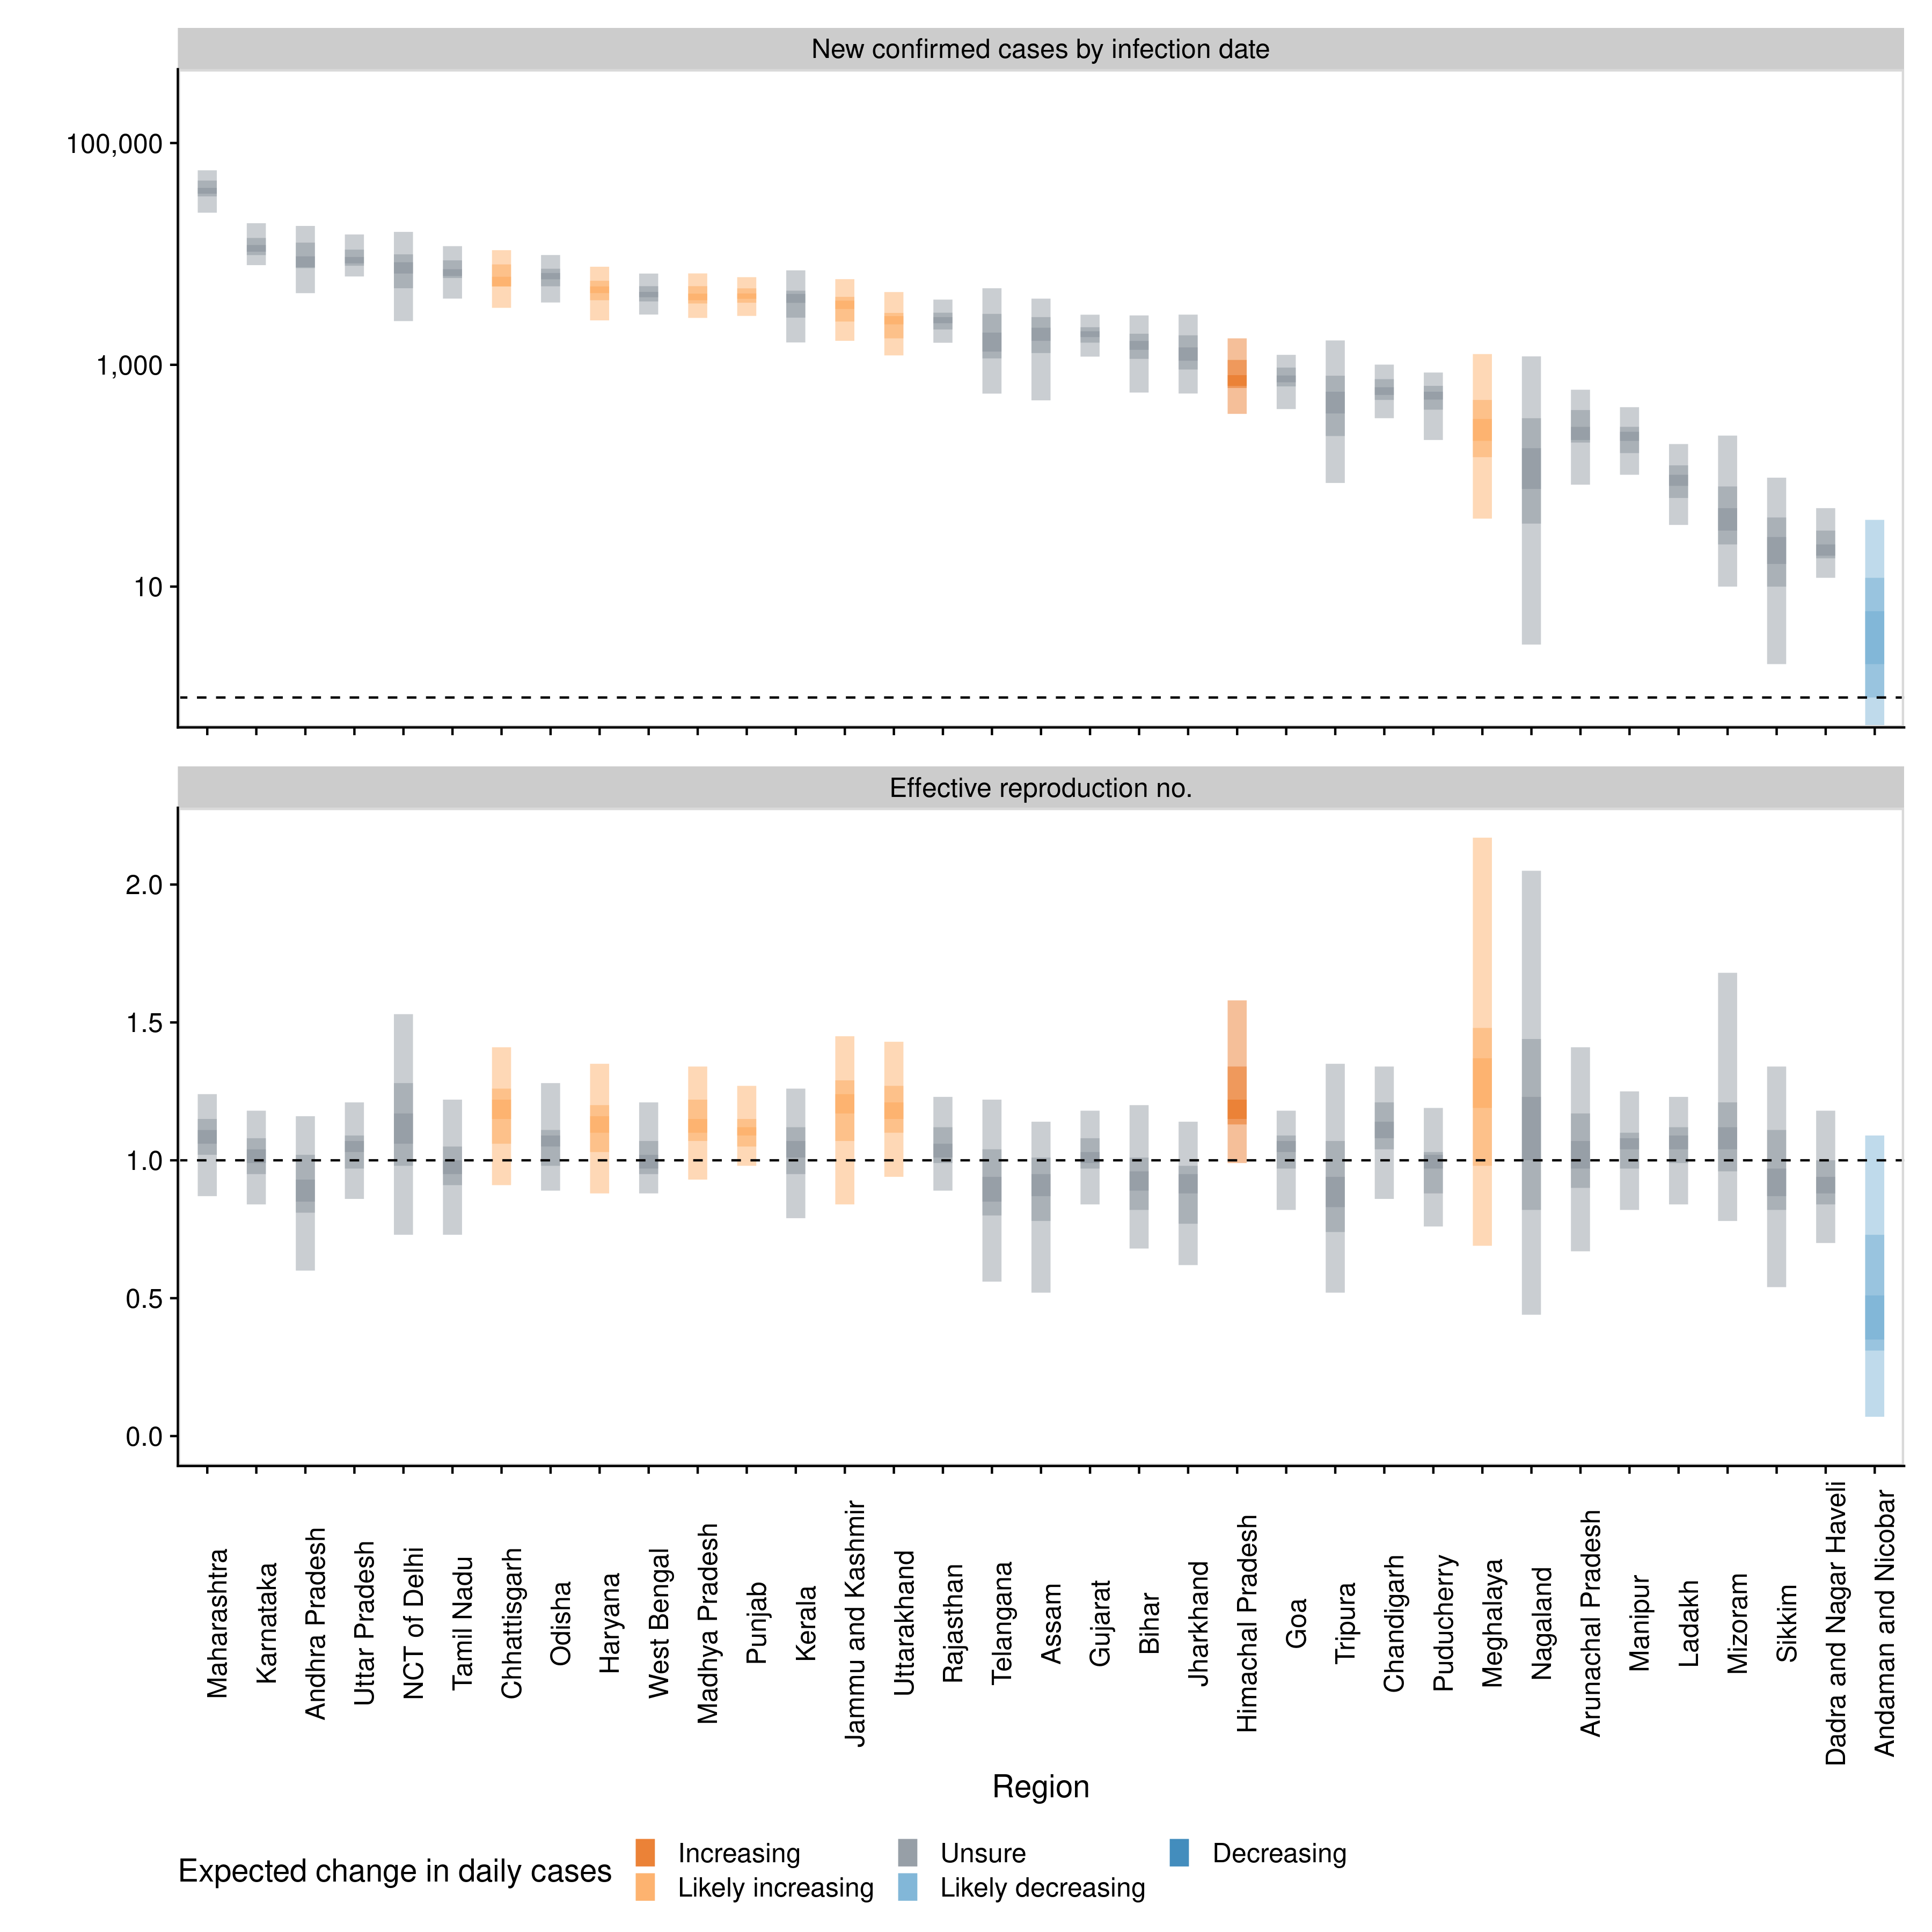 New confirmed cases by infection date
100,000
1,000
10
Effective reproduction no.
2.0
1.5
1.0
0.5
0.0
Maharashtra
Karnataka
Andhra Pradesh
Uttar Pradesh
NCT of Delhi
Tamil Nadu
Chhattisgarh
Odisha
Haryana
West Bengal
Madhya Pradesh
Punjab
Kerala
Jammu and Kashmir
Uttarakhand
Rajasthan
Telangana
Assam
Gujarat
Bihar
Jharkhand
Himachal Pradesh
Goa
Tripura
Chandigarh
Puducherry
Meghalaya
Nagaland
Arunachal Pradesh
Manipur
Ladakh
Mizoram
Sikkim
Dadra and Nagar Haveli
Andaman and Nicobar
Region
Expected change in daily cases
Increasing
Likely increasing
Unsure
Likely decreasing
Decreasing